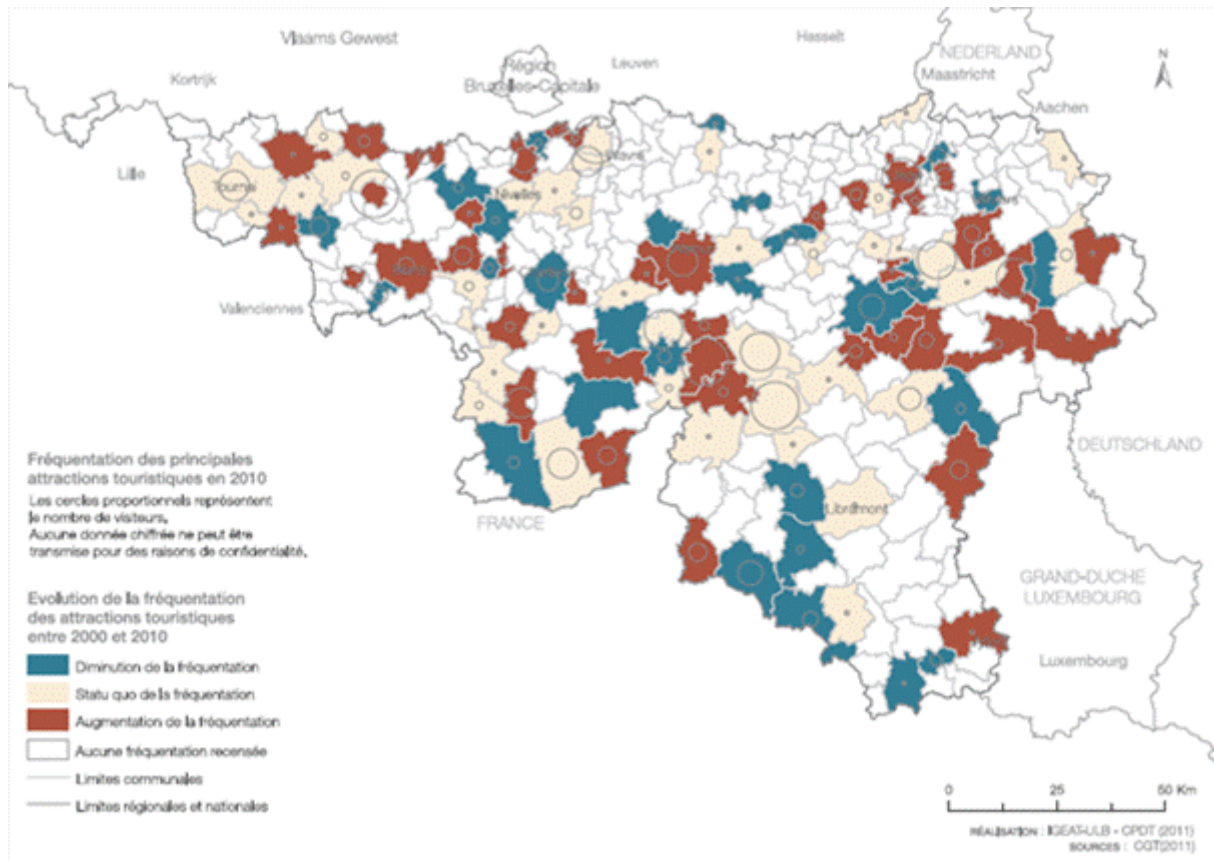 Vlaams Gewest
Hasselt
NEDERLAND
Kortrijk
Région
Bruxelles-Capitale
Leuven
Maastricht
N
Aachen
Lille
Tournai
Wavre
Nivelles
Valenciennes
DEUTSCHLAND
Libramont
FRANCE
GRAND-DUCHE
LUXEMBOURG
Luxembourg
Fréquentation des principales
attractions touristiques en 2010
Les cercles proportionnels représentent
le nombre de visiteurs.
Aucune donnée chiffrée ne peut être
transmise pour des raisons de confidentialité.
Evolution de la fréquentation
des attractions touristiques
entre 2000 et 2010
Diminution de la fréquentation
Statu quo de la fréquentation
Augmentation de la fréquentation
Aucune fréquentation recensée
Limites communales
Limites régionales et nationales
0 25 50 Km
RÉALISATION : IGEAT-ULB - CPDT (2011)
SOURCES : CGT(2011)